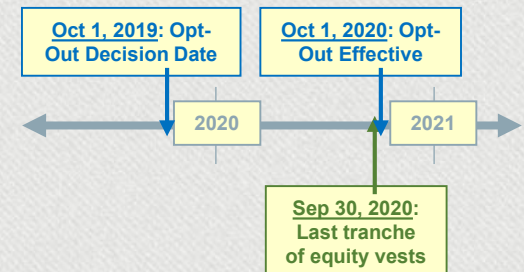 Oct 1, 2019: Opt-
Out Decision Date
Oct 1, 2020: Opt-
Out Effective
2020
2021
Sep 30, 2020:
Last tranche
of equity vests